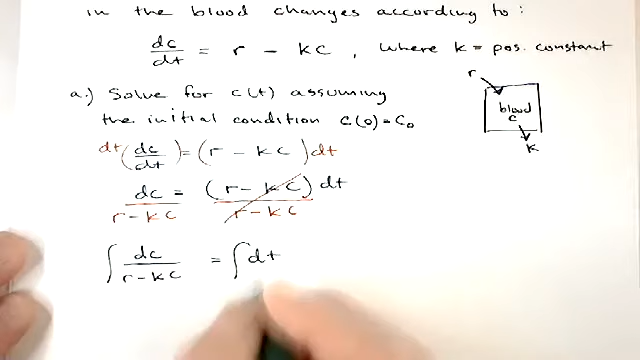 in the blood changes according to:
dc/dt = r - kc, where k = pos. constant
a.) Solve for c(t) assuming
the initial condition c(0) = c₀
r
blood
c
k
dt(dc/dt) = (r - kc)dt
dc/(r - kc) = (r - kc)dt/(r - kc)
∫ dc/(r - kc) = ∫ dt